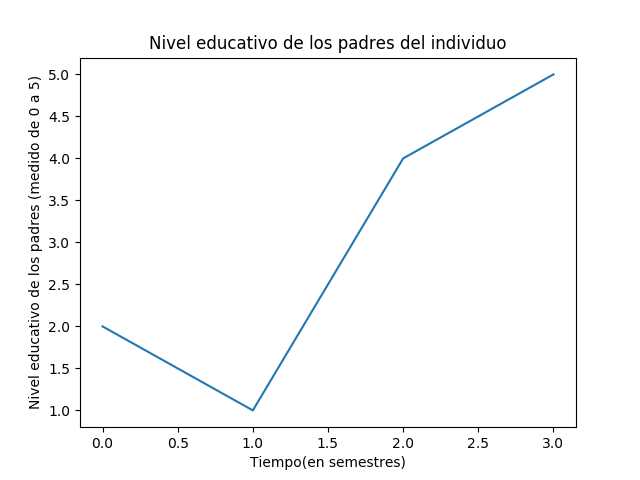 Nivel educativo de los padres del individuo
Nivel educativo de los padres (medido de 0 a 5)
5.0
4.5
4.0
3.5
3.0
2.5
2.0
1.5
1.0
0.0 0.5 1.0 1.5 2.0 2.5 3.0
Tiempo(en semestres)